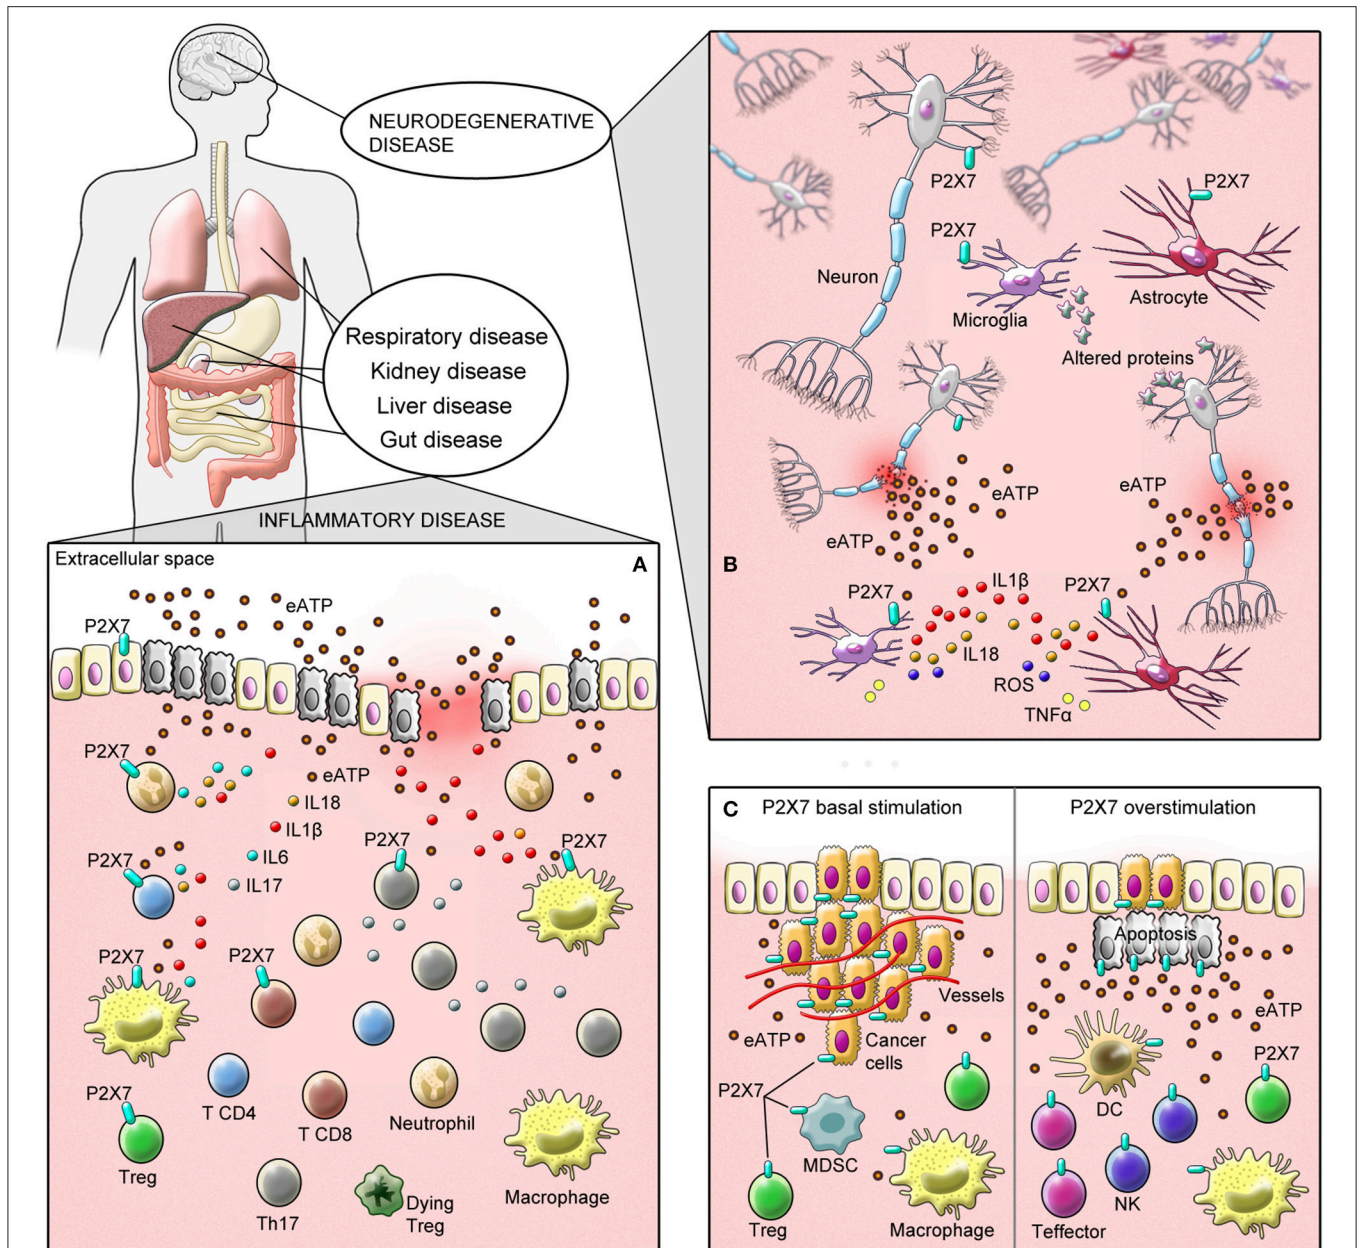 NEURODEGENERATIVE
DISEASE
Respiratory disease
Kidney disease
Liver disease
Gut disease
INFLAMMATORY DISEASE
Extracellular space
A
eATP
P2X7
P2X7
eATP
IL18
IL1β
P2X7
P2X7
P2X7
IL6
IL17
P2X7
P2X7
P2X7
T CD4
T CD8
Neutrophil
Treg
Th17
Dying
Treg
Macrophage
P2X7
P2X7
P2X7
Neuron
Microglia
Astrocyte
Altered proteins
eATP
eATP
eATP
B
P2X7
IL1β
P2X7
IL18
ROS
TNFα
C
P2X7 basal stimulation
P2X7 overstimulation
Apoptosis
Vessels
eATP
Cancer
cells
P2X7
MDSC
Treg
Macrophage
eATP
P2X7
DC
NK
Teffector